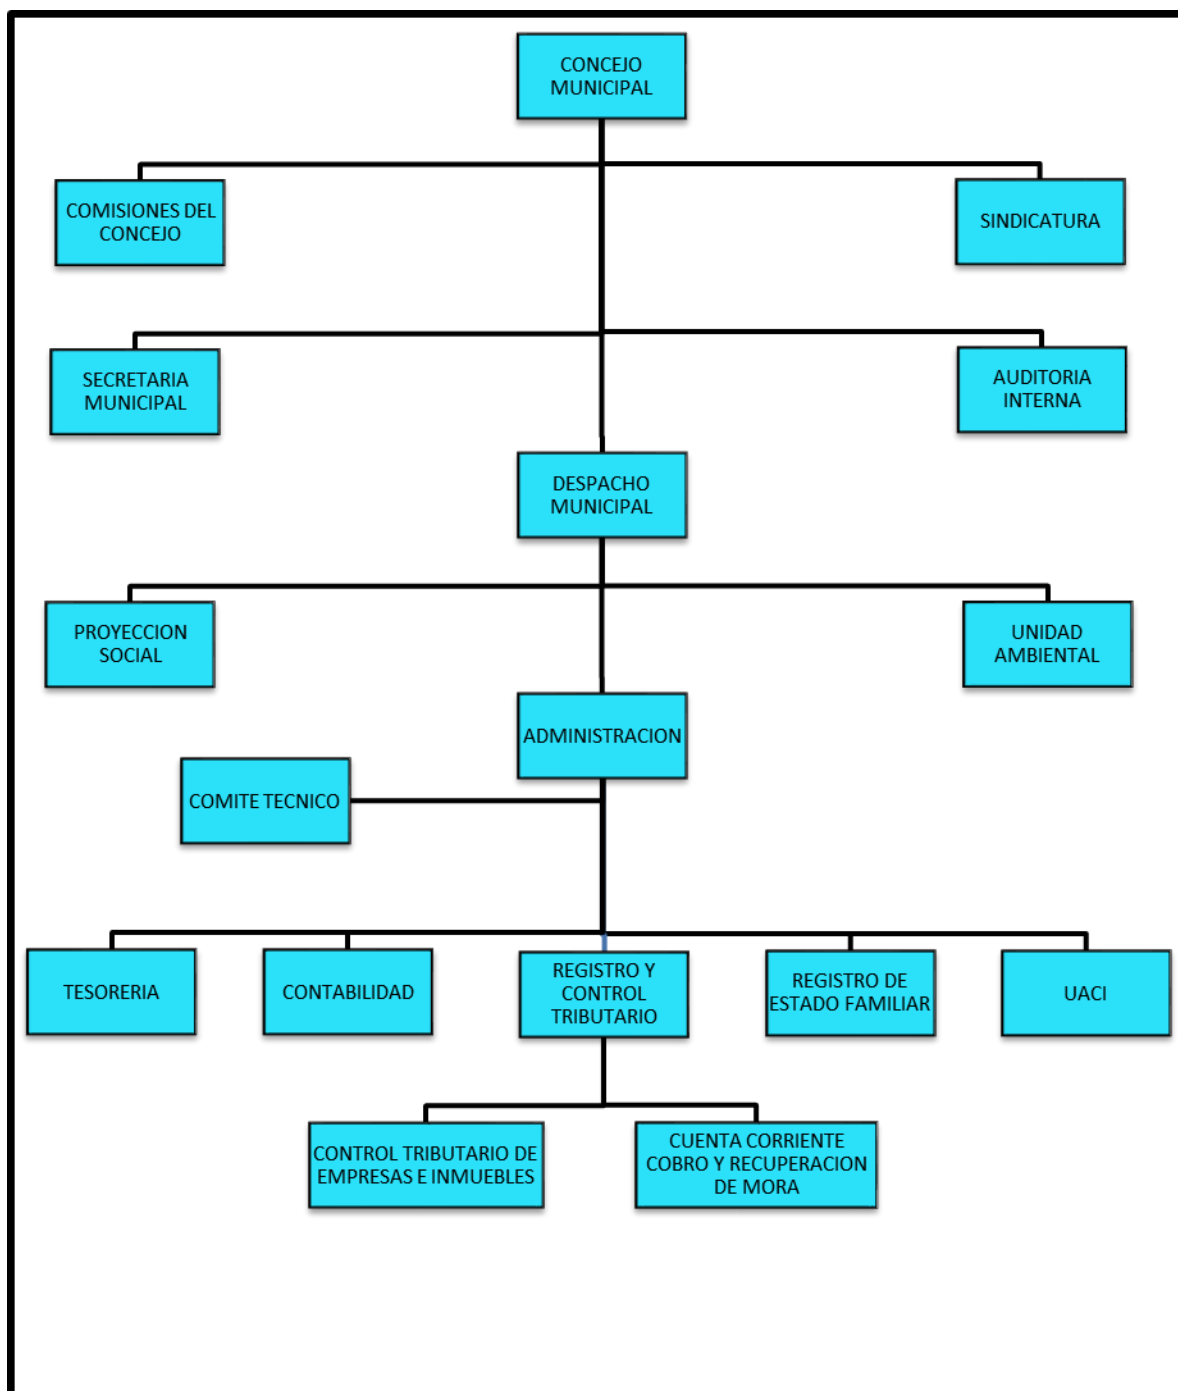 CONCEJO
MUNICIPAL
COMISIONES DEL
CONCEJO
SINDICATURA
SECRETARIA
MUNICIPAL
AUDITORIA
INTERNA
DESPACHO
MUNICIPAL
PROYECCION
SOCIAL
UNIDAD
AMBIENTAL
ADMINISTRACION
COMITE TECNICO
TESORERIA
CONTABILIDAD
REGISTRO Y
CONTROL
TRIBUTARIO
REGISTRO DE
ESTADO FAMILIAR
UACI
CONTROL TRIBUTARIO DE
EMPRESAS E INMUEBLES
CUENTA CORRIENTE
COBRO Y RECUPERACION
DE MORA